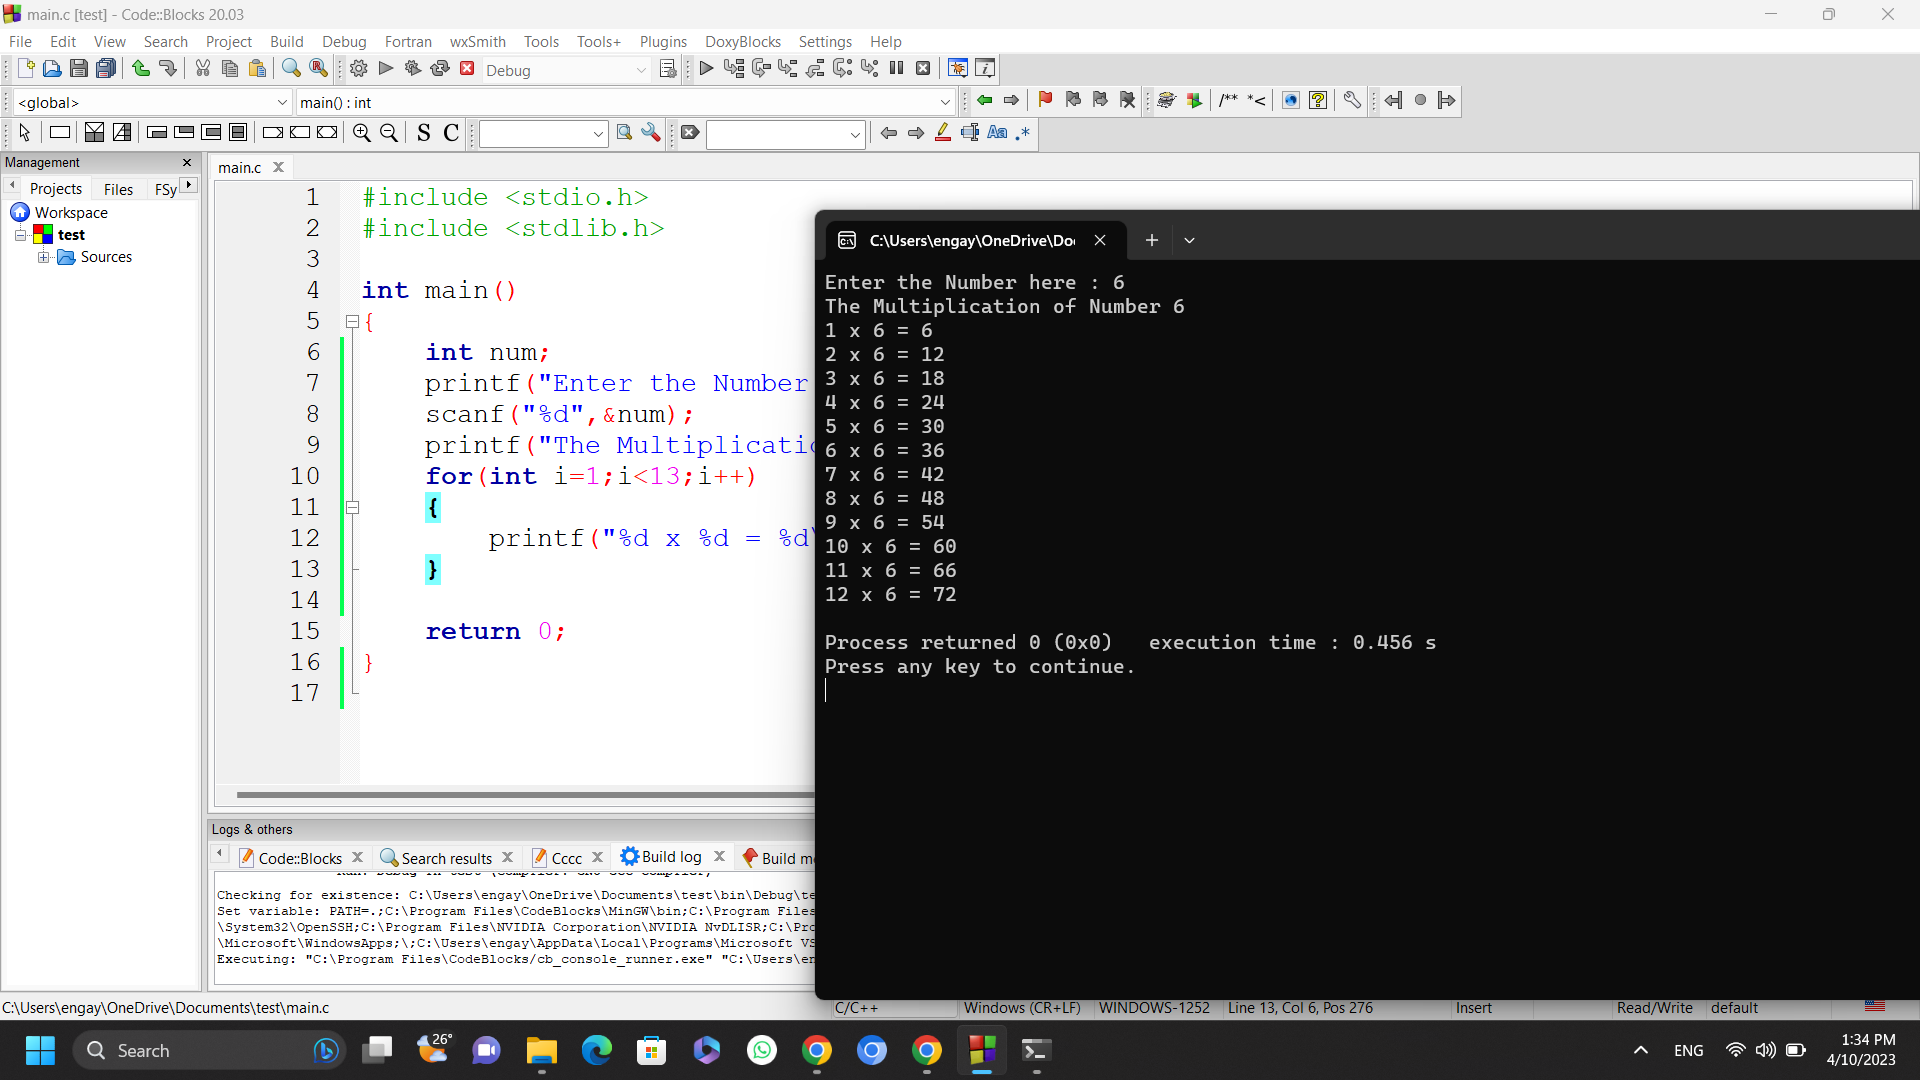 main.c [test] - Code::Blocks 20.03
File Edit View Search Project Build Debug Fortran wxSmith Tools Tools+ Plugins DoxyBlocks Settings Help
Debug
<global> main() : int
/** *<
S C Aa .*
Management
Projects Files FSy
Workspace
test
Sources
main.c
1 #include <stdio.h>
2 #include <stdlib.h>
3
4 int main()
5 {
6 int num;
7 printf("Enter the Number
8 scanf("%d",&num);
9 printf("The Multiplicatio
10 for(int i=1;i<13;i++)
11 {
12 printf("%d x %d = %d\
13 }
14
15 return 0;
16 }
17
C:\Users\engay\OneDrive\Do
Enter the Number here : 6
The Multiplication of Number 6
1 x 6 = 6
2 x 6 = 12
3 x 6 = 18
4 x 6 = 24
5 x 6 = 30
6 x 6 = 36
7 x 6 = 42
8 x 6 = 48
9 x 6 = 54
10 x 6 = 60
11 x 6 = 66
12 x 6 = 72
Process returned 0 (0x0) execution time : 0.456 s
Press any key to continue.
Logs & others
Code::Blocks Search results Cccc Build log Build m
Checking for existence: C:\Users\engay\OneDrive\Documents\test\bin\Debug\te
Set variable: PATH=.;C:\Program Files\CodeBlocks\MinGW\bin;C:\Program Files
\System32\OpenSSH;C:\Program Files\NVIDIA Corporation\NVIDIA NvDLISR;C:\Pro
\Microsoft\WindowsApps;\;C:\Users\engay\AppData\Local\Programs\Microsoft VS
Executing: "C:\Program Files\CodeBlocks/cb_console_runner.exe" "C:\Users\en
C:\Users\engay\OneDrive\Documents\test\main.c C/C++ Windows (CR+LF) WINDOWS-1252 Line 13, Col 6, Pos 276 Insert Read/Write default
Search 26° ENG 1:34 PM
4/10/2023